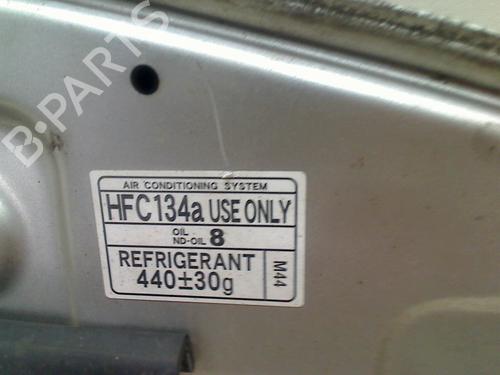 B-PARTS
AIR CONDITIONING SYSTEM
HFC134a USE ONLY
OIL
ND-OIL 8
REFRIGERANT
440±30g
M44